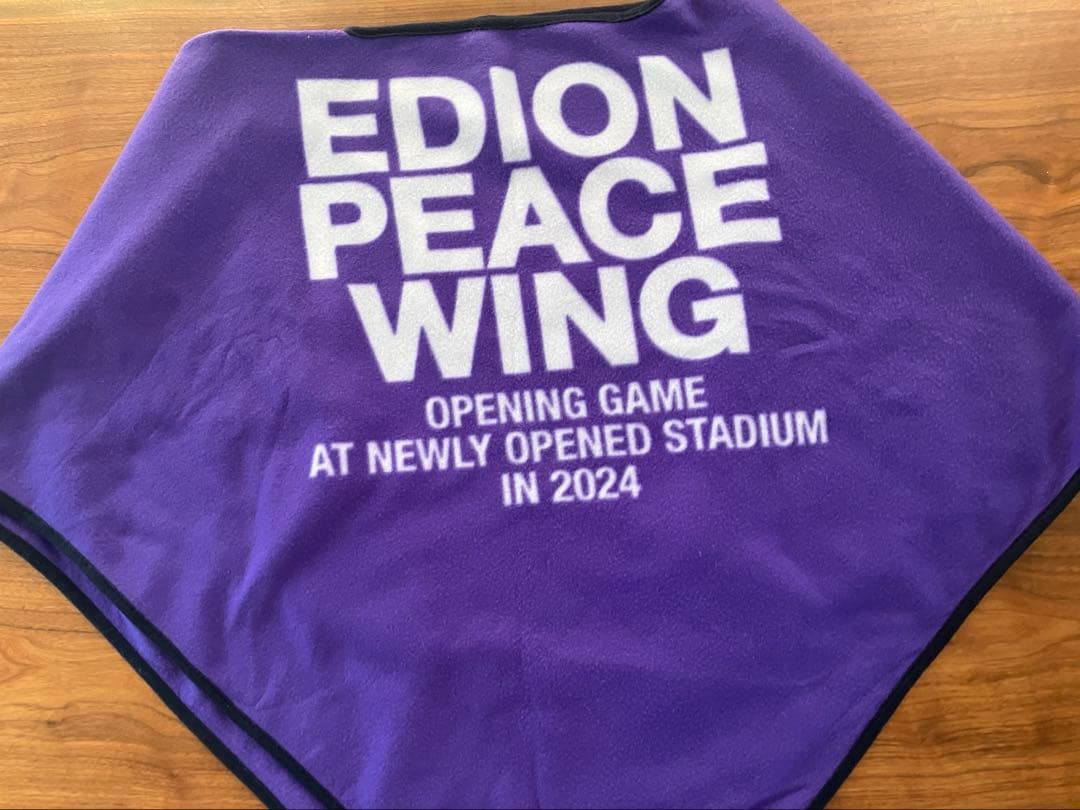 EDION
PEACE
WING
OPENING GAME
AT NEWLY OPENED STADIUM
IN 2024